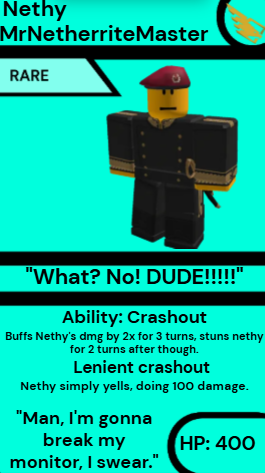 Nethy
MrNetherriteMaster
RARE
"What? No! DUDE!!!!!"
Ability: Crashout
Buffs Nethy's dmg by 2x for 3 turns, stuns nethy
for 2 turns after though.
Lenient crashout
Nethy simply yells, doing 100 damage.
"Man, I'm gonna
break my
monitor, I swear."
HP: 400